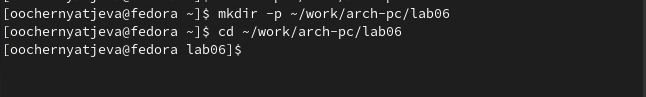 [oochernyatjeva@fedora ~]$ mkdir -p ~/work/arch-pc/lab06
[oochernyatjeva@fedora ~]$ cd ~/work/arch-pc/lab06
[oochernyatjeva@fedora lab06]$